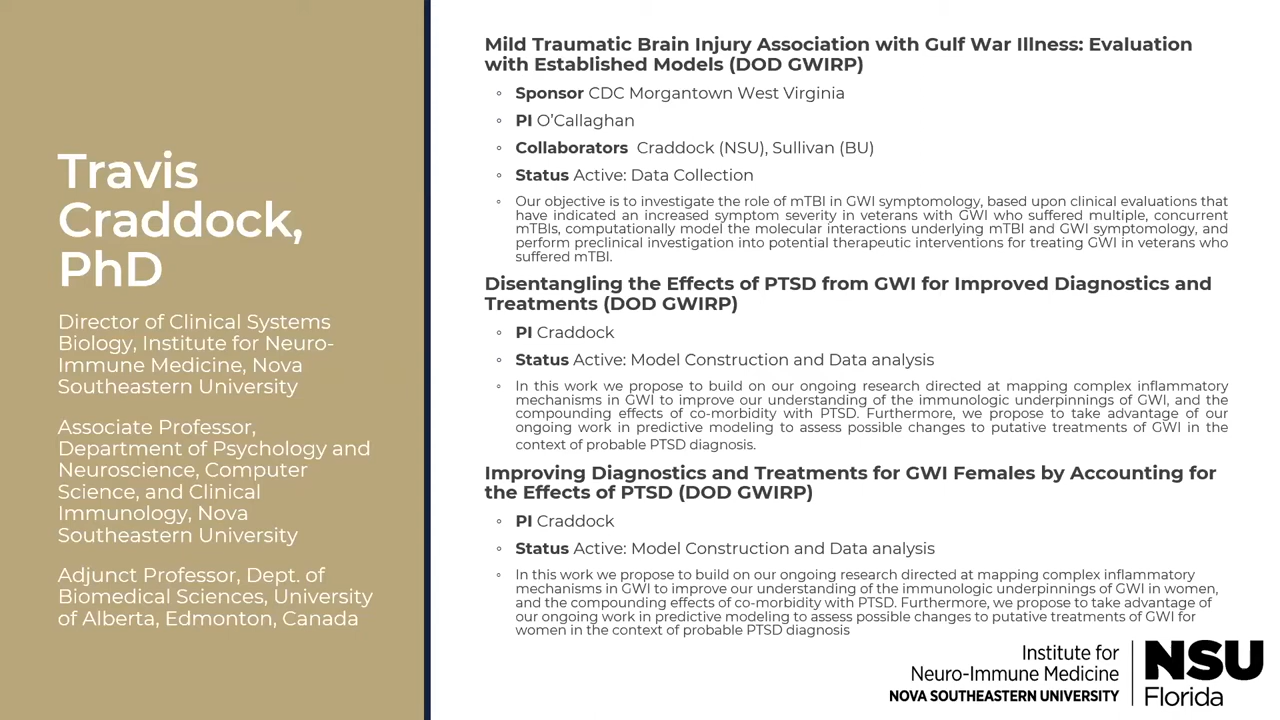 Travis
Craddock,
PhD
Director of Clinical Systems
Biology, Institute for Neuro-
Immune Medicine, Nova
Southeastern University
Associate Professor,
Department of Psychology and
Neuroscience, Computer
Science, and Clinical
Immunology, Nova
Southeastern University
Adjunct Professor, Dept. of
Biomedical Sciences, University
of Alberta, Edmonton, Canada
Mild Traumatic Brain Injury Association with Gulf War Illness: Evaluation
with Established Models (DOD GWIRP)
◦ Sponsor CDC Morgantown West Virginia
◦ PI O’Callaghan
◦ Collaborators Craddock (NSU), Sullivan (BU)
◦ Status Active: Data Collection
◦ Our objective is to investigate the role of mTBI in GWI symptomology, based upon clinical evaluations that
have indicated an increased symptom severity in veterans with GWI who suffered multiple, concurrent
mTBIs, computationally model the molecular interactions underlying mTBI and GWI symptomology, and
perform preclinical investigation into potential therapeutic interventions for treating GWI in veterans who
suffered mTBI.
Disentangling the Effects of PTSD from GWI for Improved Diagnostics and
Treatments (DOD GWIRP)
◦ PI Craddock
◦ Status Active: Model Construction and Data analysis
◦ In this work we propose to build on our ongoing research directed at mapping complex inflammatory
mechanisms in GWI to improve our understanding of the immunologic underpinnings of GWI, and the
compounding effects of co-morbidity with PTSD. Furthermore, we propose to take advantage of our
ongoing work in predictive modeling to assess possible changes to putative treatments of GWI in the
context of probable PTSD diagnosis.
Improving Diagnostics and Treatments for GWI Females by Accounting for
the Effects of PTSD (DOD GWIRP)
◦ PI Craddock
◦ Status Active: Model Construction and Data analysis
◦ In this work we propose to build on our ongoing research directed at mapping complex inflammatory
mechanisms in GWI to improve our understanding of the immunologic underpinnings of GWI in women,
and the compounding effects of co-morbidity with PTSD. Furthermore, we propose to take advantage of
our ongoing work in predictive modeling to assess possible changes to putative treatments of GWI for
women in the context of probable PTSD diagnosis
Institute for
Neuro-Immune Medicine
NOVA SOUTHEASTERN UNIVERSITY
NSU
Florida